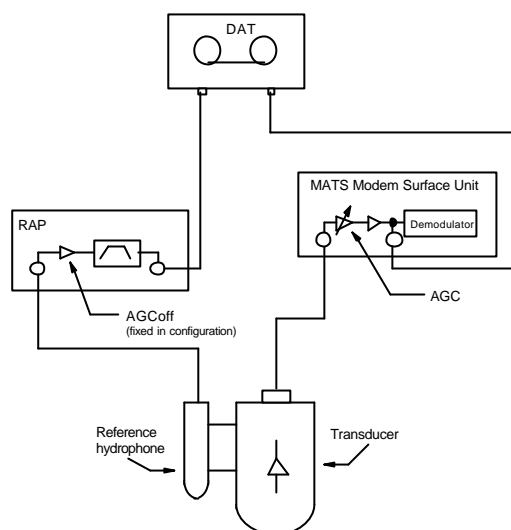 DAT
MATS Modem Surface Unit
Demodulator
RAP
AGC
AGCoff
(fixed in configuration)
Reference
hydrophone
Transducer